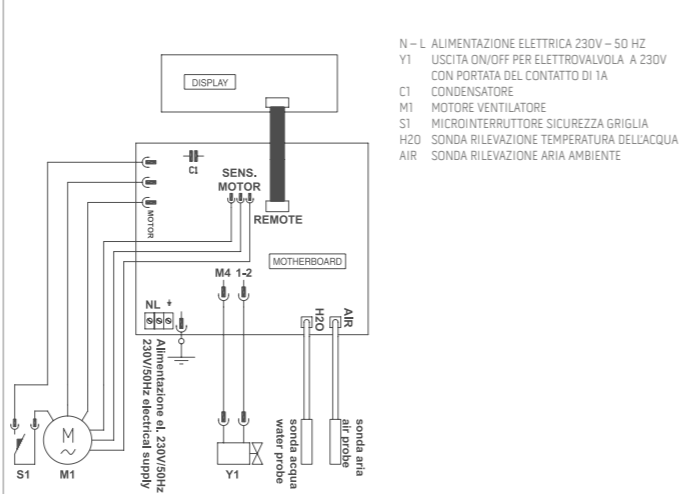 DISPLAY
C1
SENS.
MOTOR
REMOTE
MOTOR
MOTHERBOARD
M4 1-2
NL
H2O
AIR
Alimentazione el. 230V/50Hz
230V/50Hz electrical supply
sonda acqua
water probe
sonda aria
air probe
M
S1
M1
Y1
N – L ALIMENTAZIONE ELETTRICA 230V – 50 HZ
Y1 USCITA ON/OFF PER ELETTROVALVOLA A 230V
CON PORTATA DEL CONTATTO DI 1A
C1 CONDENSATORE
M1 MOTORE VENTILATORE
S1 MICROINTERRUTTORE SICUREZZA GRIGLIA
H2O SONDA RILEVAZIONE TEMPERATURA DELL'ACQUA
AIR SONDA RILEVAZIONE ARIA AMBIENTE